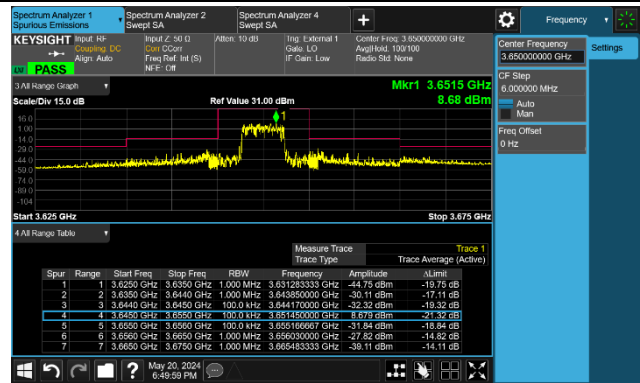 Spectrum Analyzer 1
Spurious Emissions
Spectrum Analyzer 2
Swept SA
Spectrum Analyzer 4
Swept SA
Frequency
KEYSIGHT
Input: RF
Coupling: DC
Align: Auto
Input Z: 50 Ω
Corr CCorr
Freq Ref: Int (S)
NFE: Off
Atten: 10 dB
Trig: External 1
Gate: LO
IF Gain: Low
Center Freq: 3.650000000 GHz
Avg|Hold: 100/100
Radio Std: None
PASS
Center Frequency
3.650000000 GHz
Settings
CF Step
6.000000 MHz
Auto
Man
Freq Offset
0 Hz
3 All Range Graph
Mkr1 3.6515 GHz
Scale/Div 15.0 dB
Ref Value 31.00 dBm
8.68 dBm
1
16.0
1.00
-14.0
-29.0
-44.0
-59.0
-74.0
-89.0
-104
Start 3.625 GHz
Stop 3.675 GHz
4 All Range Table
Measure Trace Trace 1
Trace Type Trace Average (Active)
Spur Range Start Freq Stop Freq RBW Frequency Amplitude ΔLimit
1 1 3.6250 GHz 3.6350 GHz 1.000 MHz 3.631283333 GHz -44.75 dBm -19.75 dB
2 2 3.6350 GHz 3.6440 GHz 1.000 MHz 3.643850000 GHz -30.11 dBm -17.11 dB
3 3 3.6440 GHz 3.6450 GHz 100.0 kHz 3.644170000 GHz -32.32 dBm -19.32 dB
4 4 3.6450 GHz 3.6550 GHz 100.0 kHz 3.651450000 GHz 8.679 dBm -21.32 dB
5 5 3.6550 GHz 3.6560 GHz 100.0 kHz 3.655166667 GHz -31.84 dBm -18.84 dB
6 6 3.6560 GHz 3.6650 GHz 1.000 MHz 3.656030000 GHz -27.82 dBm -14.82 dB
7 7 3.6650 GHz 3.6750 GHz 1.000 MHz 3.665483333 GHz -39.11 dBm -14.11 dB
May 20, 2024
6:49:59 PM